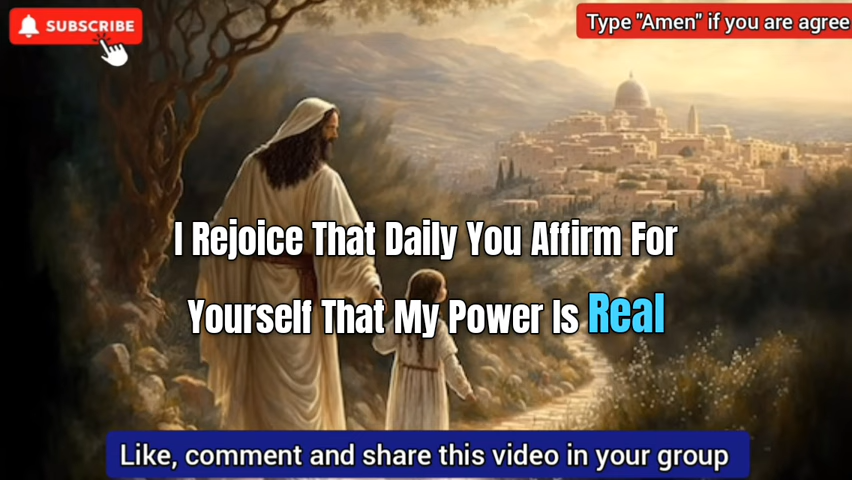 SUBSCRIBE
Type "Amen" if you are agree
I Rejoice That Daily You Affirm For
Yourself That My Power Is Real
Like, comment and share this video in your group